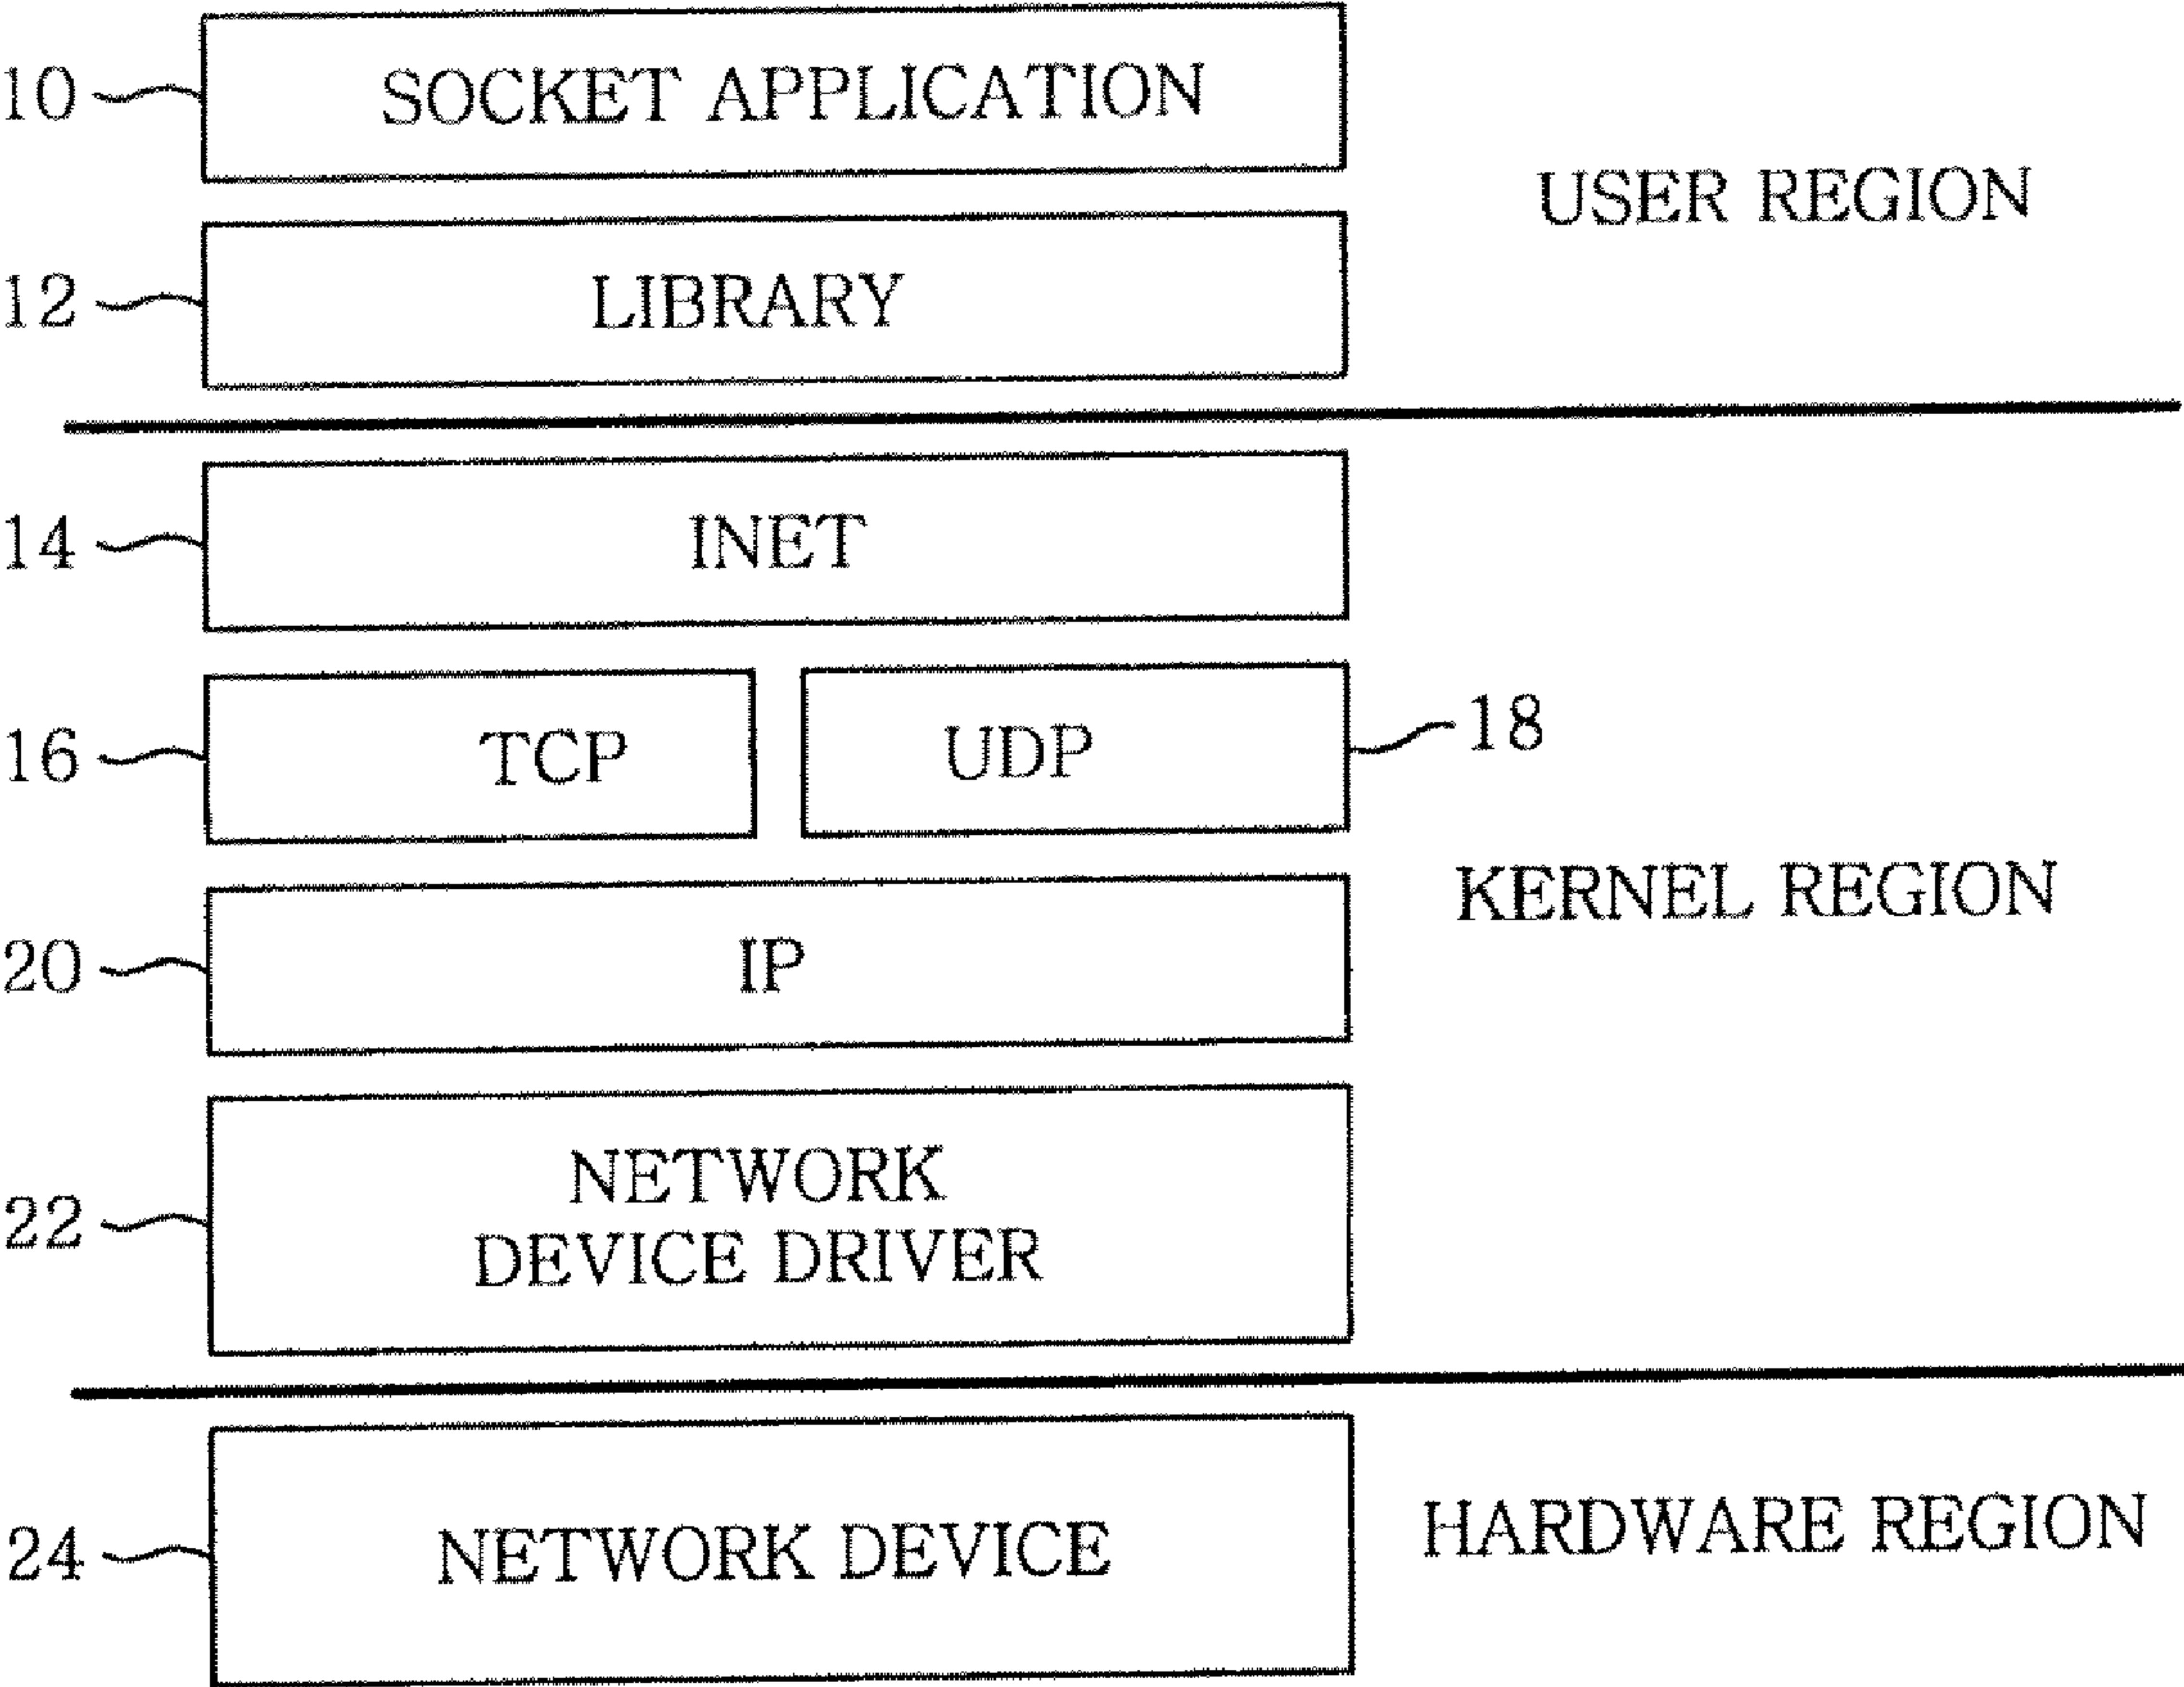 10 SOCKET APPLICATION
USER REGION
12 LIBRARY
14 INET
16 TCP UDP 18
KERNEL REGION
20 IP
22 NETWORK
DEVICE DRIVER
24 NETWORK DEVICE HARDWARE REGION